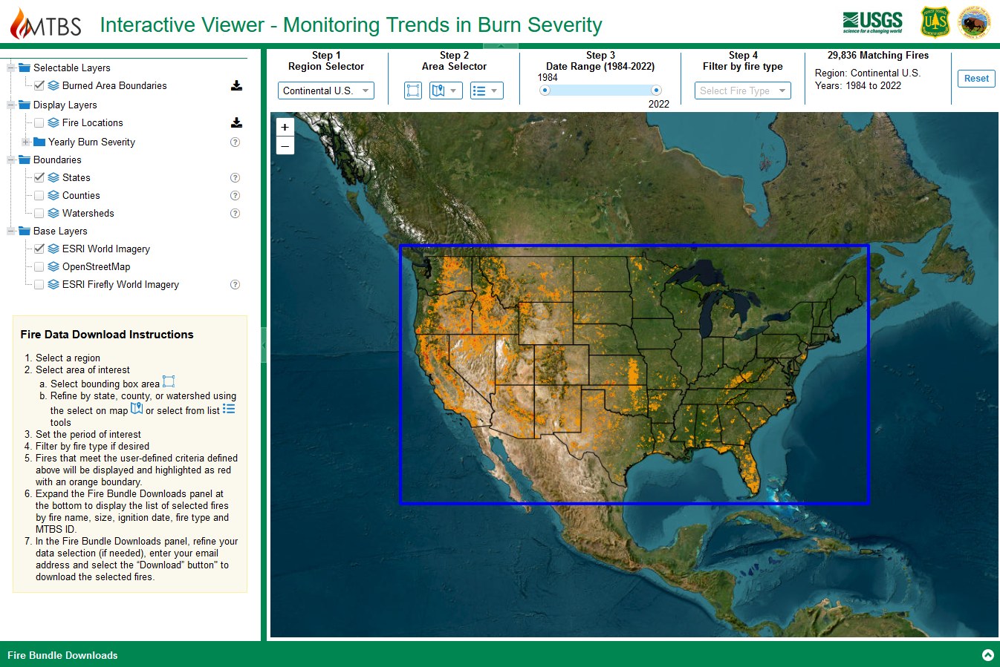 MTBS
Interactive Viewer - Monitoring Trends in Burn Severity
USGS
science for a changing world
Selectable Layers
Burned Area Boundaries
Display Layers
Fire Locations
Yearly Burn Severity
Boundaries
States
Counties
Watersheds
Base Layers
ESRI World Imagery
OpenStreetMap
ESRI Firefly World Imagery
Fire Data Download Instructions
1. Select a region
2. Select area of interest
a. Select bounding box area
b. Refine by state, county, or watershed using
the select on map or select from list
tools
3. Set the period of interest
4. Filter by fire type if desired
5. Fires that meet the user-defined criteria defined
above will be displayed and highlighted as red
with an orange boundary.
6. Expand the Fire Bundle Downloads panel at
the bottom to display the list of selected fires
by fire name, size, ignition date, fire type and
MTBS ID.
7. In the Fire Bundle Downloads panel, refine your
data selection (if needed), enter your email
address and select the “Download” button" to
download the selected fires.
Step 1
Region Selector
Continental U.S.
Step 2
Area Selector
Step 3
Date Range (1984-2022)
1984
2022
Step 4
Filter by fire type
Select Fire Type
29,836 Matching Fires
Region: Continental U.S.
Years: 1984 to 2022
Reset
+
−
Fire Bundle Downloads